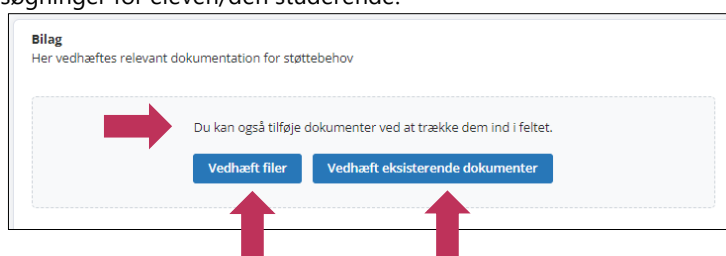 søgninger for eleven/den studerende.
Bilag
Her vedhæftes relevant dokumentation for støttebehov
Du kan også tilføje dokumenter ved at trække dem ind i feltet.
Vedhæft filer
Vedhæft eksisterende dokumenter